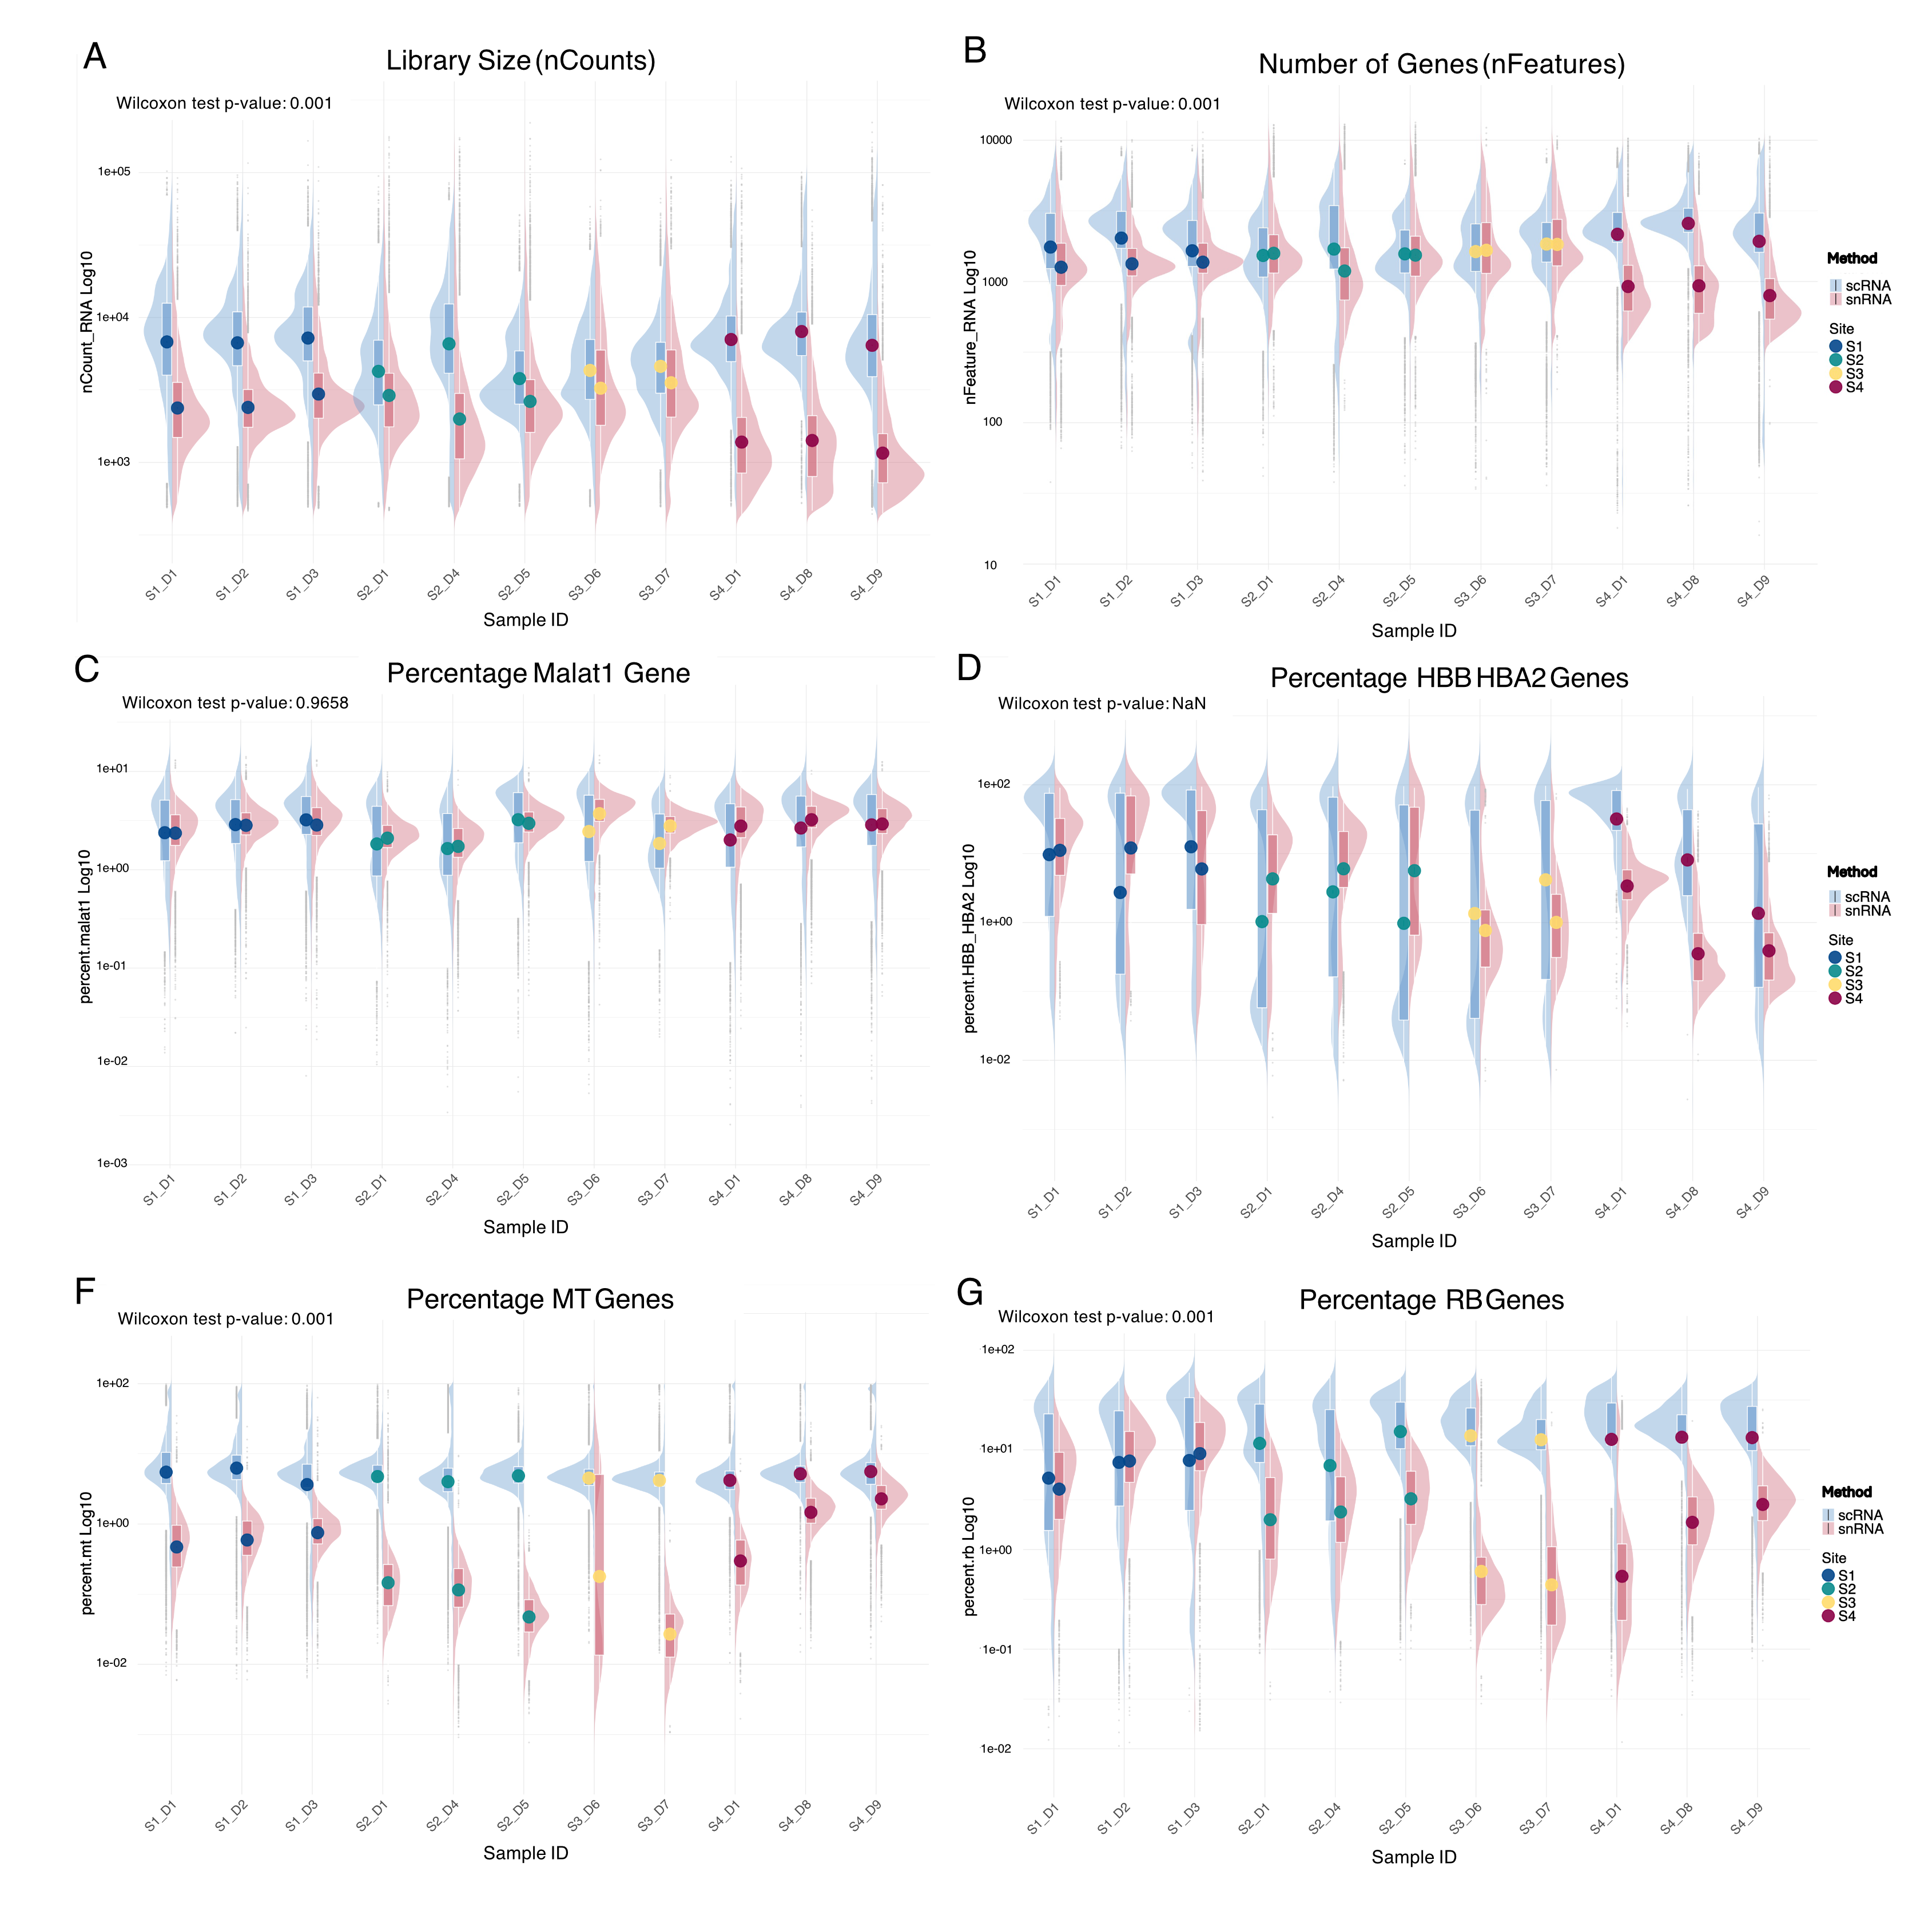 A
Library Size (nCounts)
Wilcoxon test p-value: 0.001
nCount_RNA Log10
1e+05
1e+04
1e+03
S1_D1
S1_D2
S1_D3
S2_D1
S2_D4
S2_D5
S3_D6
S3_D7
S4_D1
S4_D8
S4_D9
Sample ID
B
Number of Genes (nFeatures)
Wilcoxon test p-value: 0.001
nFeature_RNA Log10
10000
1000
100
10
S1_D1
S1_D2
S1_D3
S2_D1
S2_D4
S2_D5
S3_D6
S3_D7
S4_D1
S4_D8
S4_D9
Sample ID
Method
scRNA
snRNA
Site
S1
S2
S3
S4
C
Percentage Malat1 Gene
Wilcoxon test p-value: 0.9658
percent.malat1 Log10
1e+01
1e+00
1e-01
1e-02
1e-03
S1_D1
S1_D2
S1_D3
S2_D1
S2_D4
S2_D5
S3_D6
S3_D7
S4_D1
S4_D8
S4_D9
Sample ID
D
Percentage HBB HBA2 Genes
Wilcoxon test p-value: NaN
percent.HBB_HBA2 Log10
1e+02
1e+00
1e-02
S1_D1
S1_D2
S1_D3
S2_D1
S2_D4
S2_D5
S3_D6
S3_D7
S4_D1
S4_D8
S4_D9
Sample ID
Method
scRNA
snRNA
Site
S1
S2
S3
S4
F
Percentage MT Genes
Wilcoxon test p-value: 0.001
percent.mt Log10
1e+02
1e+00
1e-02
S1_D1
S1_D2
S1_D3
S2_D1
S2_D4
S2_D5
S3_D6
S3_D7
S4_D1
S4_D8
S4_D9
Sample ID
G
Percentage RB Genes
Wilcoxon test p-value: 0.001
percent.rb Log10
1e+02
1e+01
1e+00
1e-01
1e-02
S1_D1
S1_D2
S1_D3
S2_D1
S2_D4
S2_D5
S3_D6
S3_D7
S4_D1
S4_D8
S4_D9
Sample ID
Method
scRNA
snRNA
Site
S1
S2
S3
S4